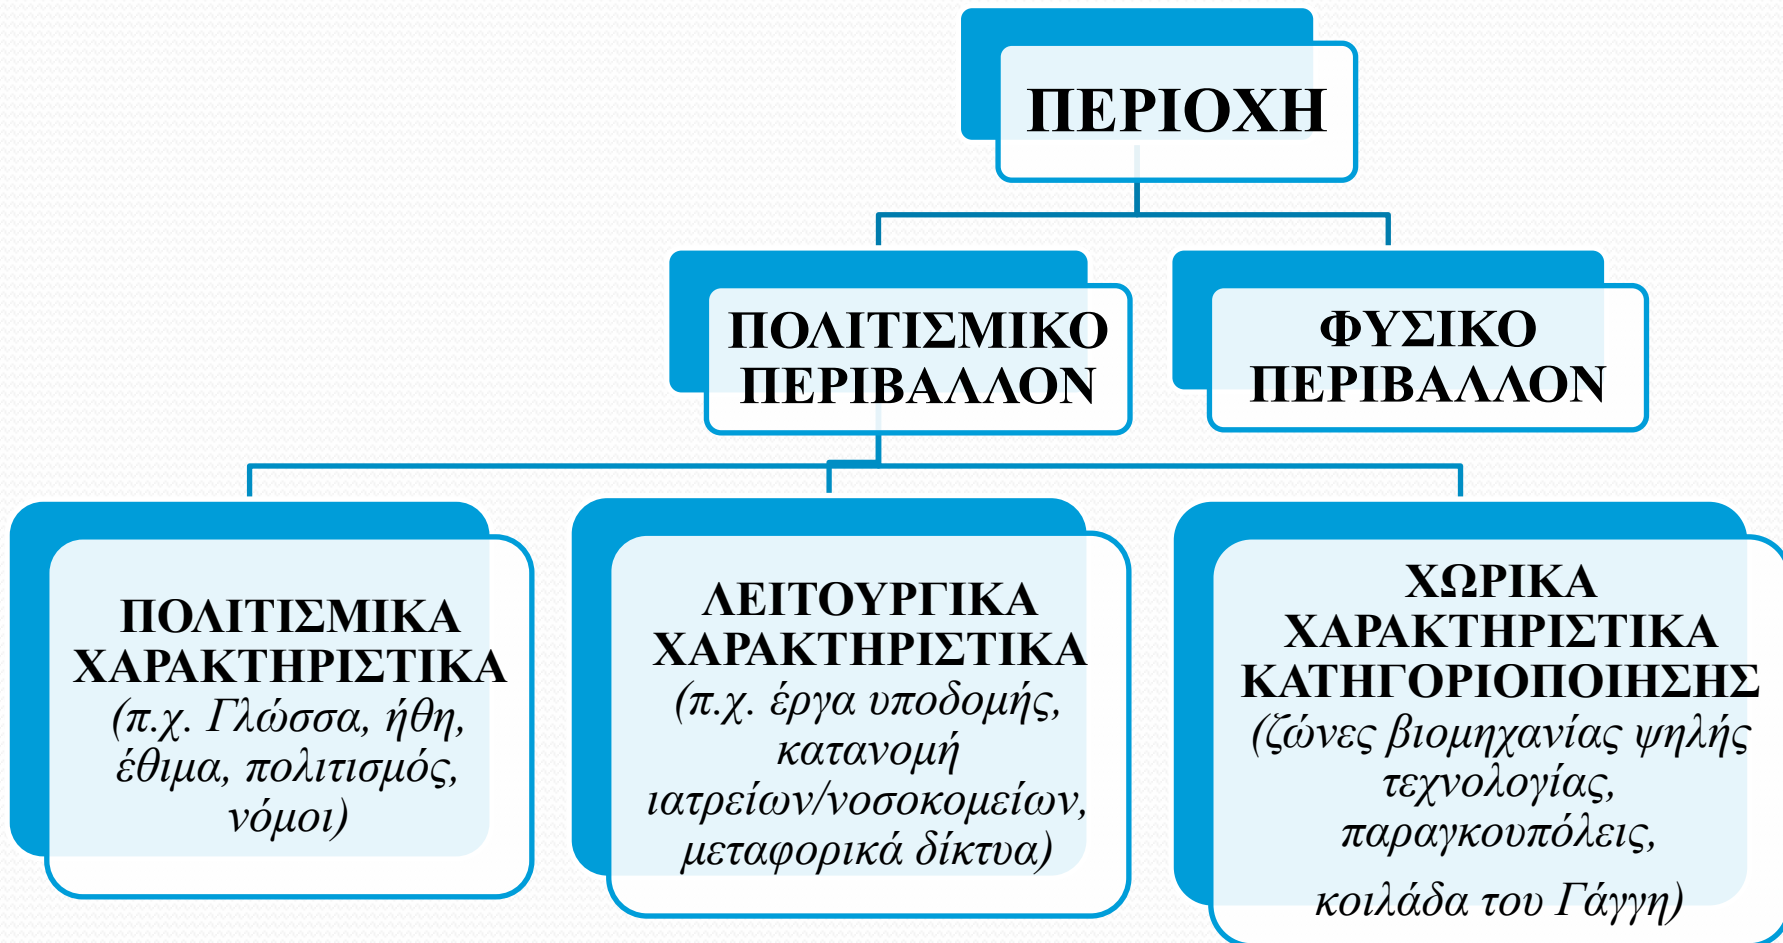 ΠΕΡΙΟΧΗ
ΠΟΛΙΤΙΣΜΙΚΟ
ΠΕΡΙΒΑΛΛΟΝ
ΦΥΣΙΚΟ
ΠΕΡΙΒΑΛΛΟΝ
ΠΟΛΙΤΙΣΜΙΚΑ
ΧΑΡΑΚΤΗΡΙΣΤΙΚΑ
(π.χ. Γλώσσα, ήθη,
έθιμα, πολιτισμός,
νόμοι)
ΛΕΙΤΟΥΡΓΙΚΑ
ΧΑΡΑΚΤΗΡΙΣΤΙΚΑ
(π.χ. έργα υποδομής,
κατανομή
ιατρείων/νοσοκομείων,
μεταφορικά δίκτυα)
ΧΩΡΙΚΑ
ΧΑΡΑΚΤΗΡΙΣΤΙΚΑ
ΚΑΤΗΓΟΡΙΟΠΟΙΗΣΗΣ
(ζώνες βιομηχανίας ψηλής
τεχνολογίας,
παραγκουπόλεις,
κοιλάδα του Γάγγη)